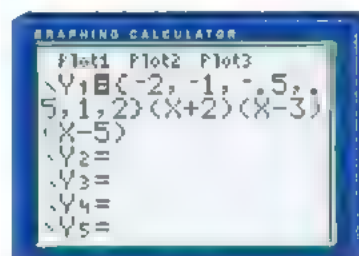 GRAPHING CALCULATOR
Plot1 Plot2 Plot3
\Y1={-2, -1, -.5, .
5, 1, 2}(X+2)(X-3)
(X-5)
\Y2=
\Y3=
\Y4=
\Y5=